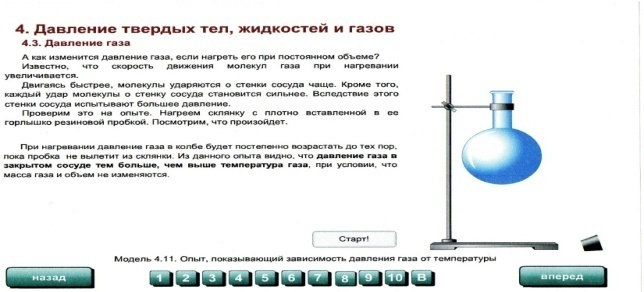 4. Давление твердых тел, жидкостей и газов
4.3. Давление газа
А как изменится давление газа, если нагреть его при постоянном объеме?
Известно, что скорость движения молекул газа при нагревании
увеличивается.
Двигаясь быстрее, молекулы ударяются о стенки сосуда чаще. Кроме того,
каждый удар молекулы о стенку сосуда становится сильнее. Вследствие этого
стенки сосуда испытывают большее давление.
Проверим это на опыте. Нагреем склянку с плотно вставленной в ее
горлышко резиновой пробкой. Посмотрим, что произойдет.
При нагревании давление газа в колбе будет постепенно возрастать до тех пор,
пока пробка не вылетит из склянки. Из данного опыта видно, что давление газа в
закрытом сосуде тем больше, чем выше температура газа, при условии, что
масса газа и объем не изменяются.
Старт!
Модель 4.11. Опыт, показывающий зависимость давления газа от температуры
назад
1 2 3 4 5 6 7 8 9 10 В
вперед